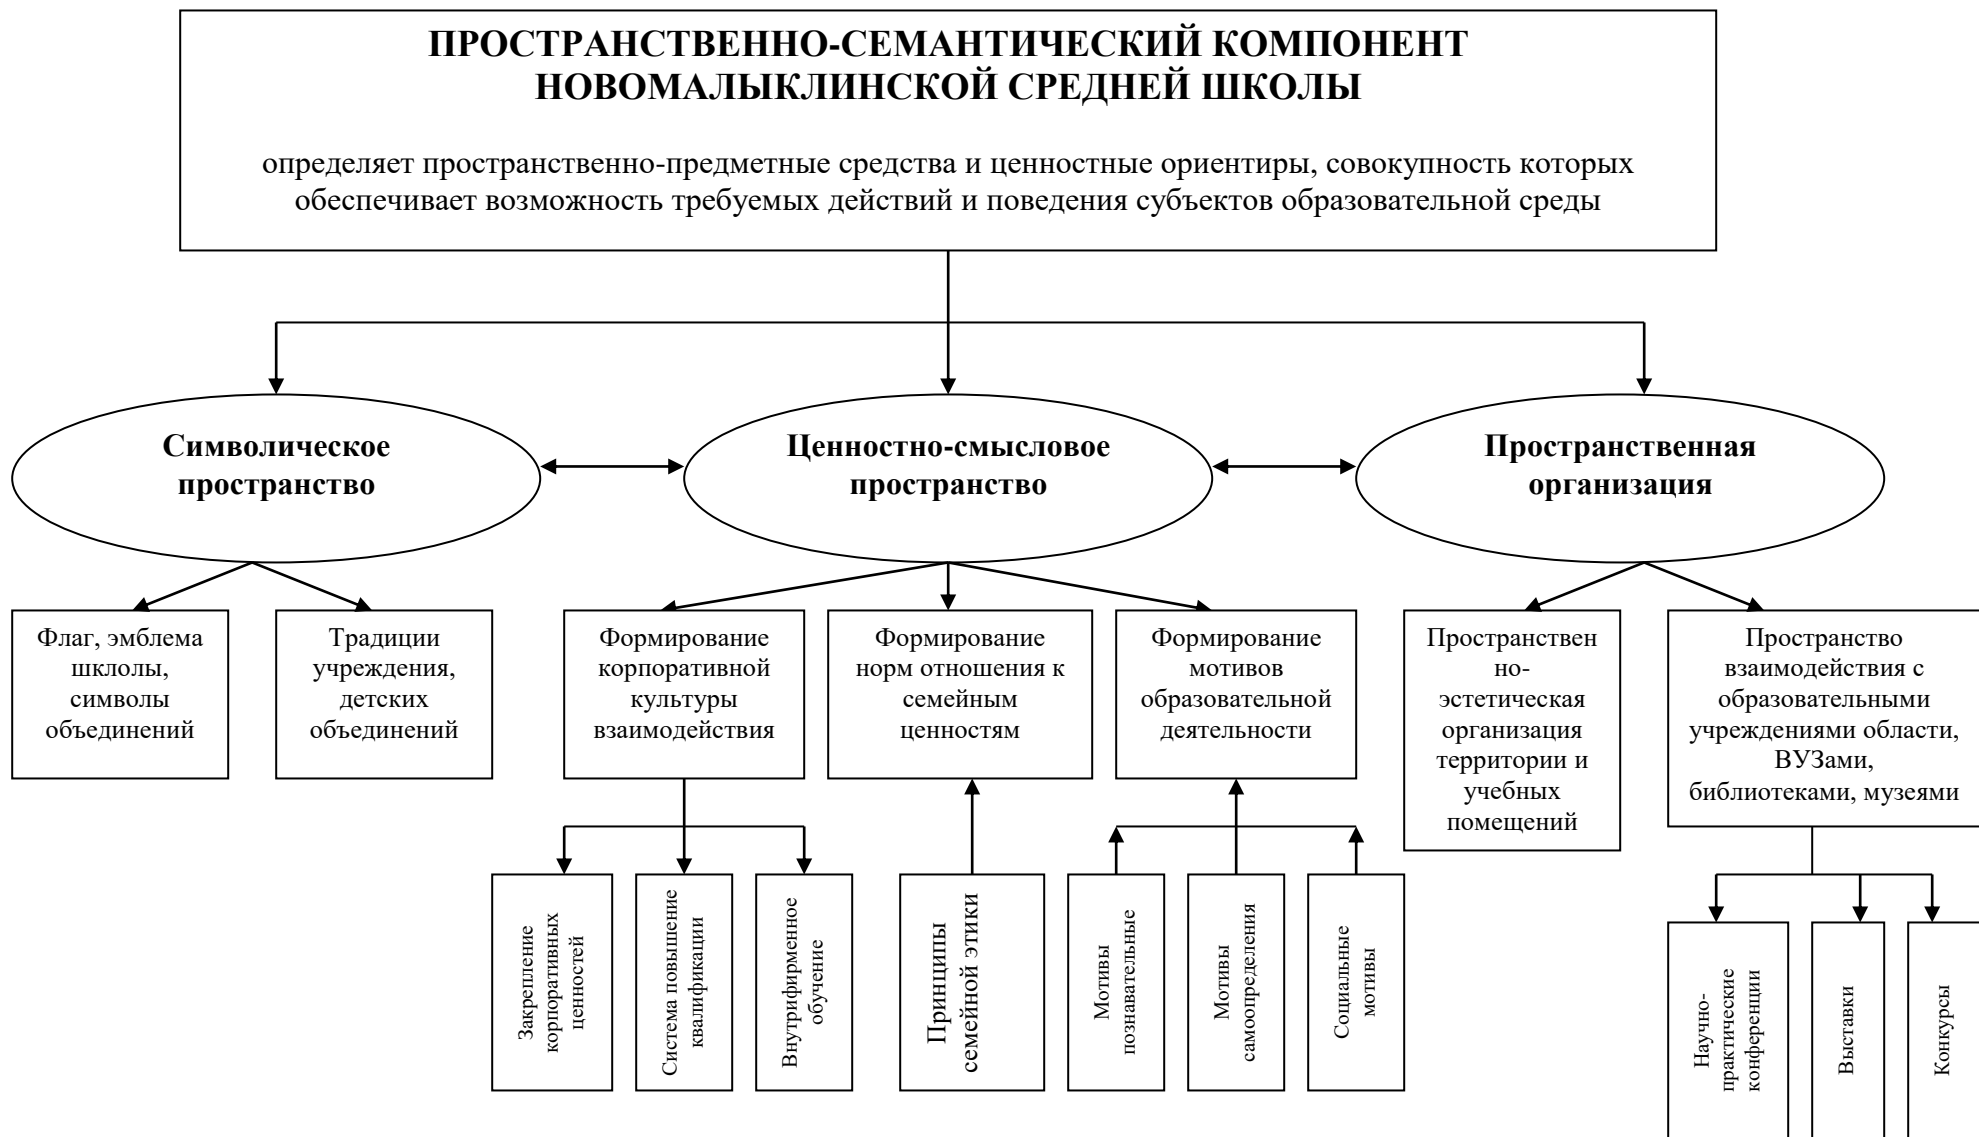 ПРОСТРАНСТВЕННО-СЕМАНТИЧЕСКИЙ КОМПОНЕНТ
НОВОМАЛЫКЛИНСКОЙ СРЕДНЕЙ ШКОЛЫ
определяет пространственно-предметные средства и ценностные ориентиры, совокупность которых
обеспечивает возможность требуемых действий и поведения субъектов образовательной среды
Символическое
пространство
Ценностно-смысловое
пространство
Пространственная
организация
Флаг, эмблема
шклолы,
символы
объединений
Традиции
учреждения,
детских
объединений
Формирование
корпоративной
культуры
взаимодействия
Формирование
норм отношения к
семейным
ценностям
Формирование
мотивов
образовательной
деятельности
Пространствен
но-
эстетическая
организация
территории и
учебных
помещений
Пространство
взаимодействия с
образовательными
учреждениями области,
ВУЗами,
библиотеками, музеями
Закрепление
корпоративных
ценностей
Система повышение
квалификации
Внутрифирменное
обучение
Принципы
семейной этики
Мотивы
познавательные
Мотивы
самоопределения
Социальные
мотивы
Научно-
практические
конференции
Выставки
Конкурсы